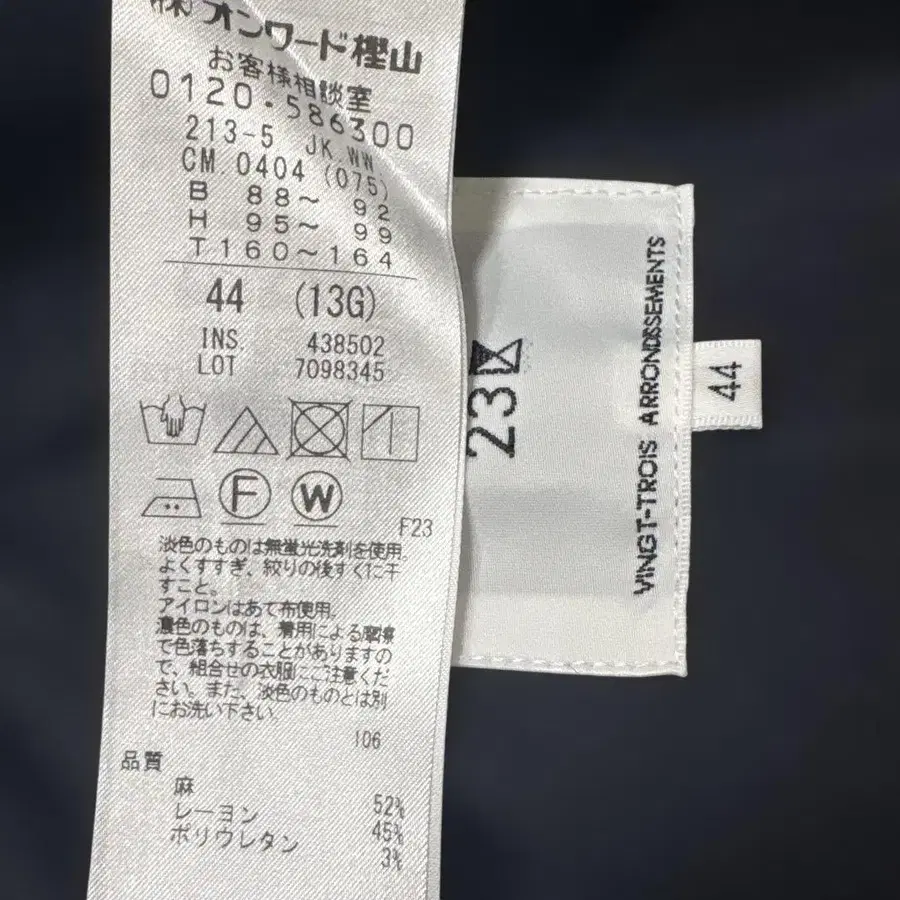 ㈱オンワード樫山
お客様相談室
0120-586300
213-5 JK.WW
CM 0404 (075)
B 88~ 92
H 95~ 99
T160~164
44 (13G)
INS. 438502
LOT 7098345
F
W
F23
淡色のものは無蛍光洗剤を使用。
よくすすぎ、絞りの後すぐに干
すこと。
アイロンはあて布使用。
濃色のものは、着用による摩擦
で色落ちすることがありますの
で、組合せの衣服にご注意くだ
さい。また、淡色のものとは別
にお洗い下さい。
106
品質
麻 52%
レーヨン 45%
ポリウレタン 3%
23
VINGT-TROIS ARRONDISSEMENTS
44